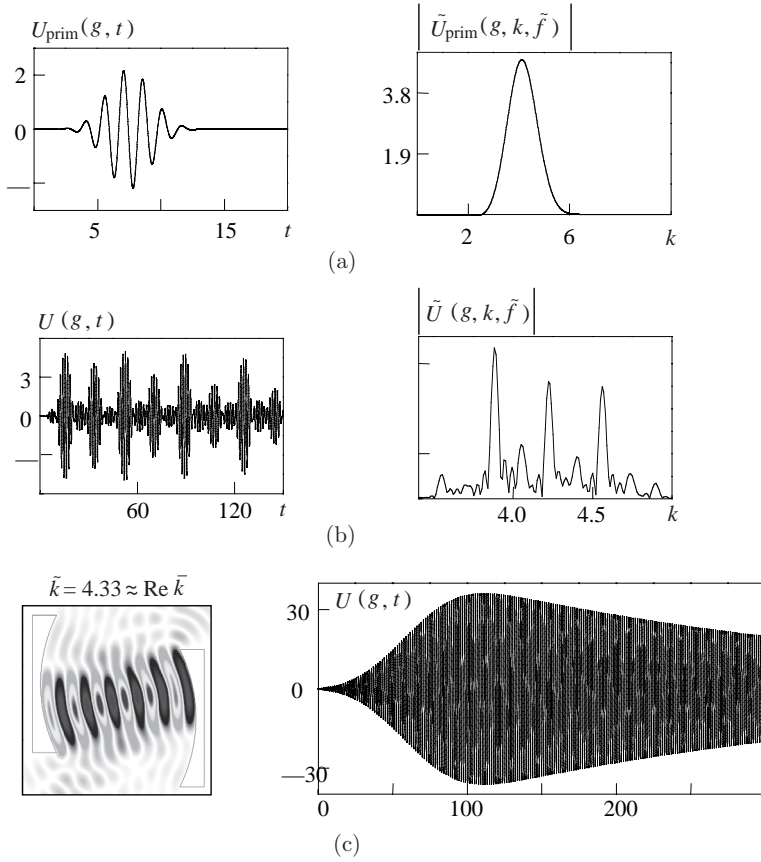 U_prim(g, t)
2
0
—
5
15
t
|Ũ_prim(g, k, f̃)|
3.8
1.9
2
6
k
(a)
U (g, t)
3
0
—
60
120
t
|Ũ (g, k, f̃)|
4.0
4.5
k
(b)
k̃ = 4.33 ≈ Re k̄
U (g, t)
30
0
—30
0
100
200
(c)